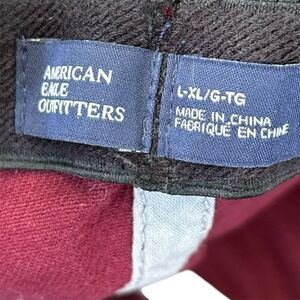 AMERICAN
EAGLE
OUTFITTERS
L-XL/G-TG
MADE IN CHINA
FABRIQUÉ EN CHINE